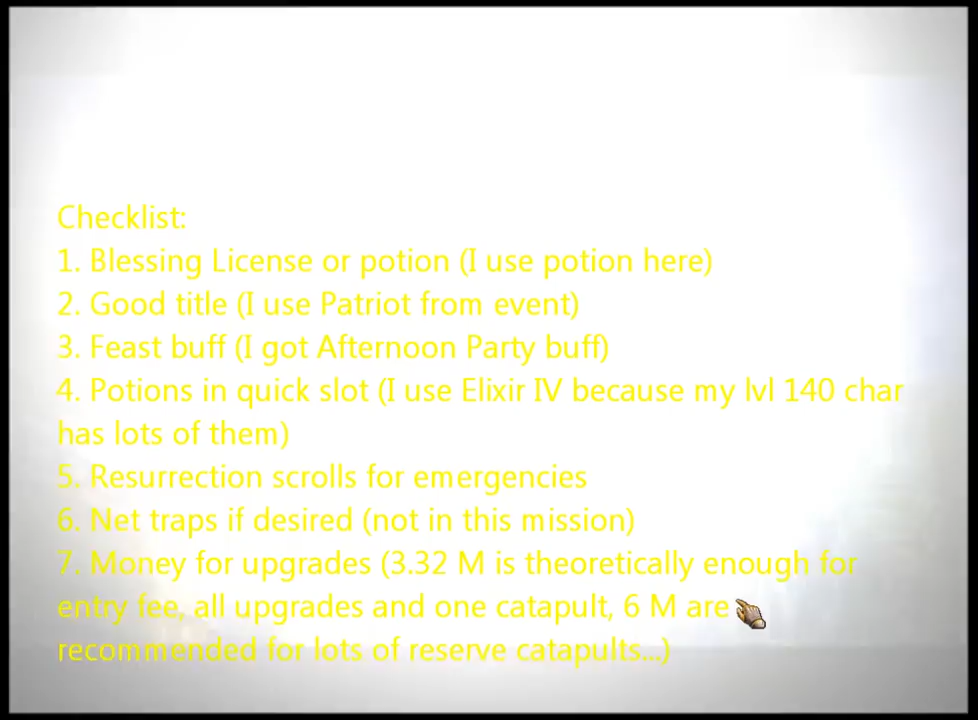 Checklist:
1. Blessing License or potion (I use potion here)
2. Good title (I use Patriot from event)
3. Feast buff (I got Afternoon Party buff)
4. Potions in quick slot (I use Elixir IV because my lvl 140 char
has lots of them)
5. Resurrection scrolls for emergencies
6. Net traps if desired (not in this mission)
7. Money for upgrades (3.32 M is theoretically enough for
entry fee, all upgrades and one catapult, 6 M are
recommended for lots of reserve catapults...)